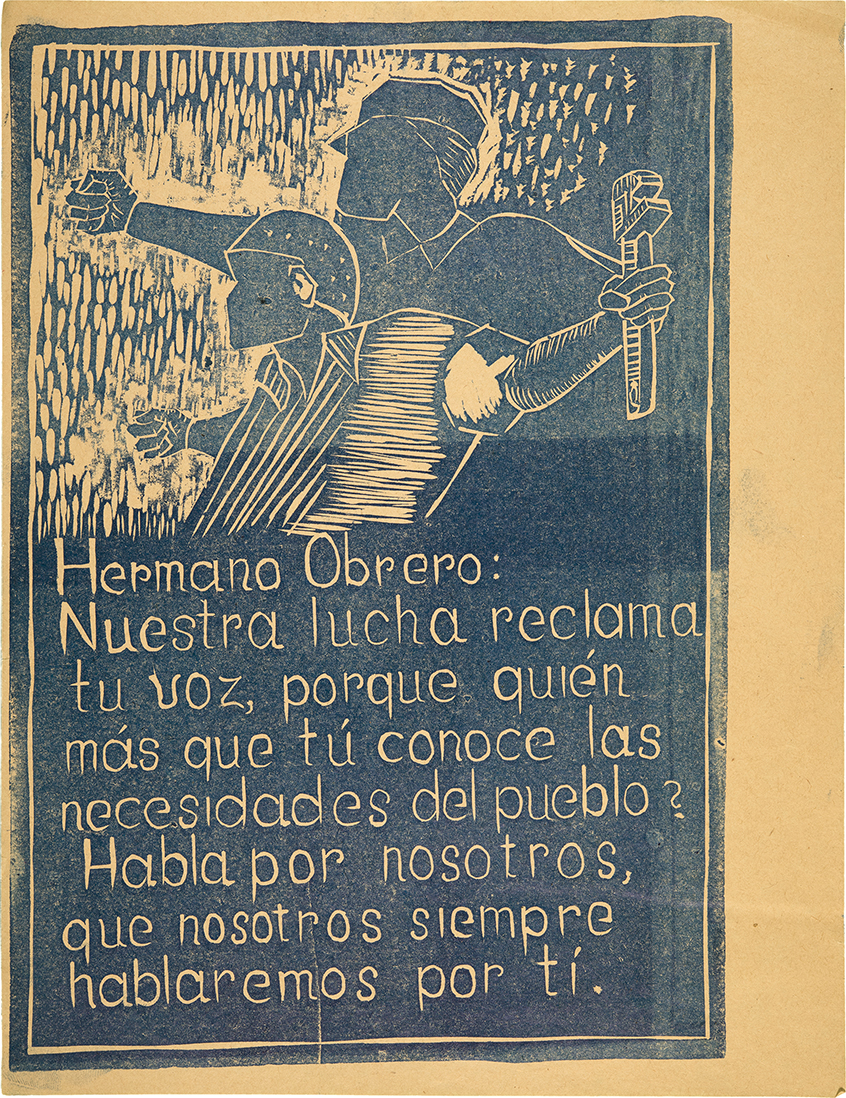 Hermano Obrero:
Nuestra lucha reclama
tu voz, porque quién
más que tú conoce las
necesidades del pueblo?
Habla por nosotros,
que nosotros siempre
hablaremos por tí.